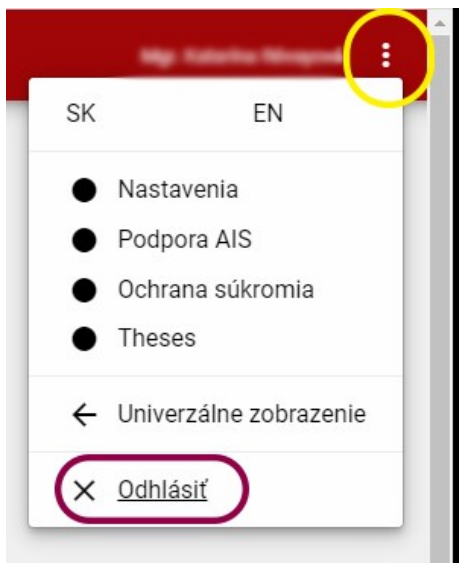 SK EN
Nastavenia
Podpora AIS
Ochrana súkromia
Theses
Univerzálne zobrazenie
Odhlásiť